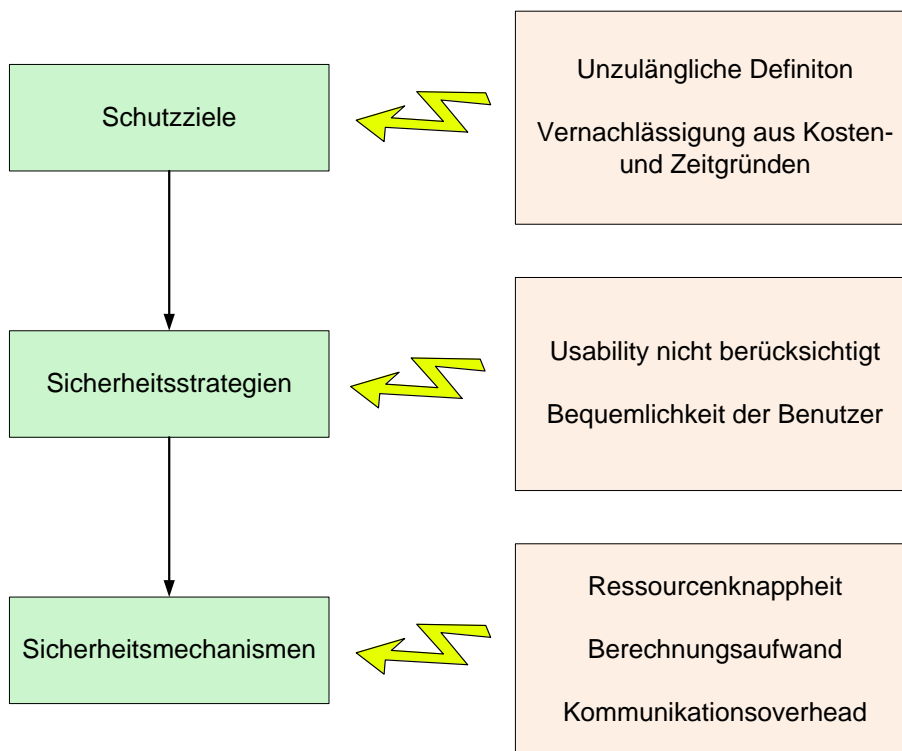 Schutzziele
Unzulängliche Definiton
Vernachlässigung aus Kosten-
und Zeitgründen
Sicherheitsstrategien
Usability nicht berücksichtigt
Bequemlichkeit der Benutzer
Sicherheitsmechanismen
Ressourcenknappheit
Berechnungsaufwand
Kommunikationsoverhead